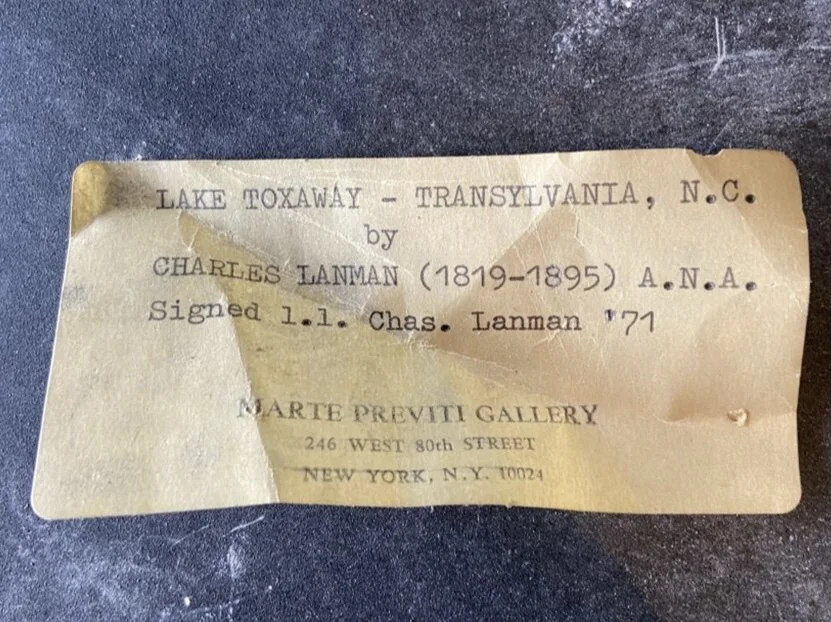 LAKE TOXAWAY - TRANSYLVANIA, N.C.
by
CHARLES LANMAN (1819-1895) A.N.A.
Signed l.l. Chas. Lanman '71
MARTE PREVITI GALLERY
246 WEST 80th STREET
NEW YORK, N.Y. 10024